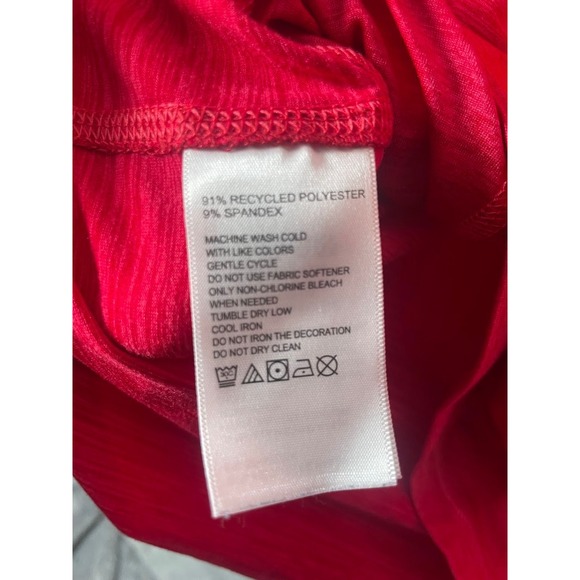 91% RECYCLED POLYESTER
9% SPANDEX
MACHINE WASH COLD
WITH LIKE COLORS
GENTLE CYCLE
DO NOT USE FABRIC SOFTENER
ONLY NON-CHLORINE BLEACH
WHEN NEEDED
TUMBLE DRY LOW
COOL IRON
DO NOT IRON THE DECORATION
DO NOT DRY CLEAN